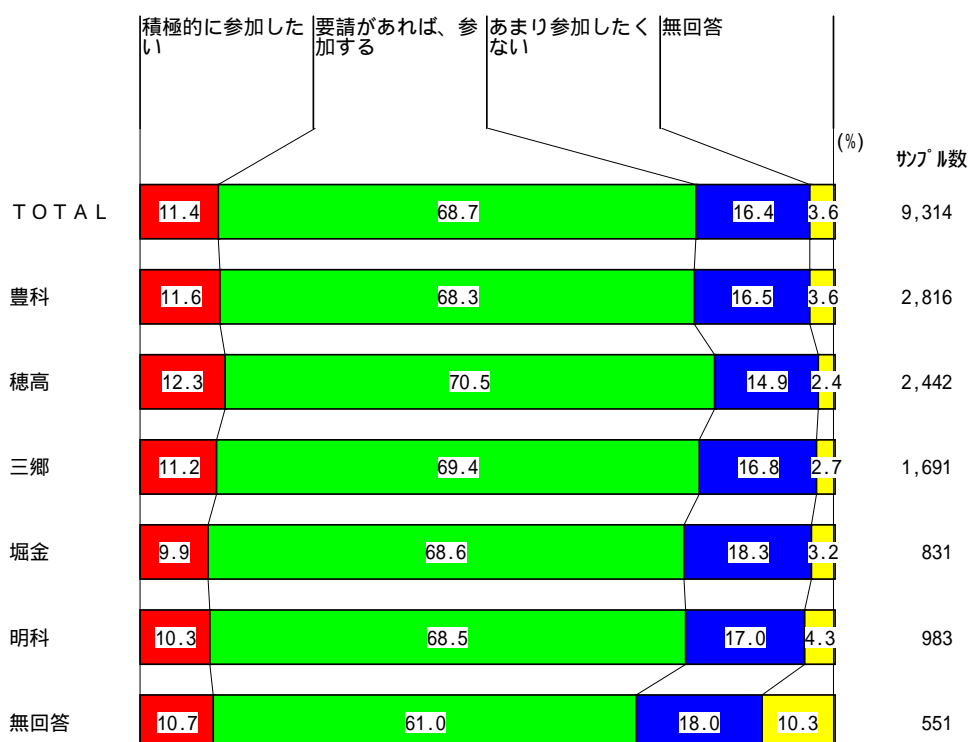 積極的に参加した
い
要請があれば、参
加する
あまり参加したく
ない
無回答
(%)
ｻﾝﾌﾟﾙ数
ＴＯＴＡＬ 11.4 68.7 16.4 3.6 9,314
豊科 11.6 68.3 16.5 3.6 2,816
穂高 12.3 70.5 14.9 2.4 2,442
三郷 11.2 69.4 16.8 2.7 1,691
堀金 9.9 68.6 18.3 3.2 831
明科 10.3 68.5 17.0 4.3 983
無回答 10.7 61.0 18.0 10.3 551